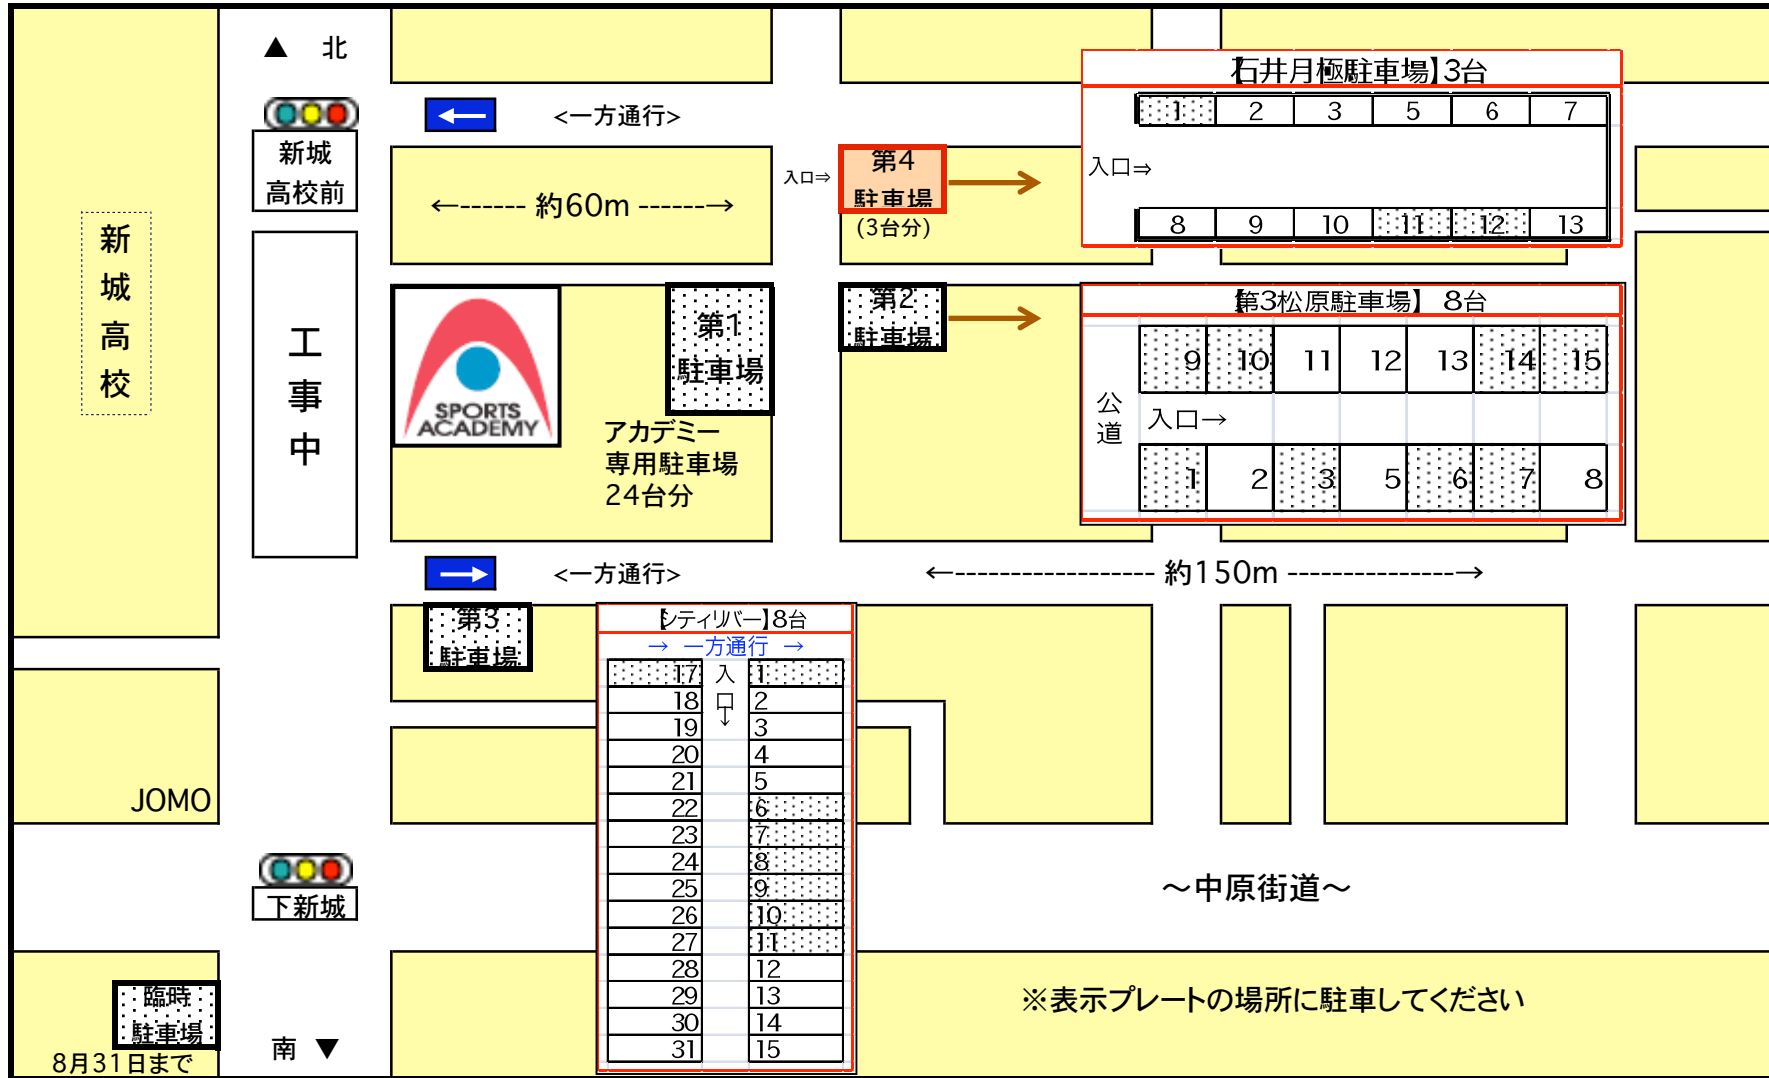 ▲ 北
新城
高校前
<一方通行>
【石井月極駐車場】3台
1 2 3 5 6 7
入口⇒
8 9 10 11 12 13
入口⇒
第4
駐車場
(3台分)
←------ 約60m ------→
新城高校
工事中
SPORTS
ACADEMY
第1
駐車場
アカデミー
専用駐車場
24台分
第2
駐車場
【第3松原駐車場】 8台
9 10 11 12 13 14 15
公道
入口→
1 2 3 5 6 7 8
<一方通行>
←------------------ 約150m ---------------→
第3
駐車場
【シティリバー】8台
→ 一方通行 →
入口↓
17 1
18 2
19 3
20 4
21 5
22 6
23 7
24 8
25 9
26 10
27 11
28 12
29 13
30 14
31 15
JOMO
下新城
～中原街道～
臨時
駐車場
8月31日まで
南 ▼
※表示プレートの場所に駐車してください